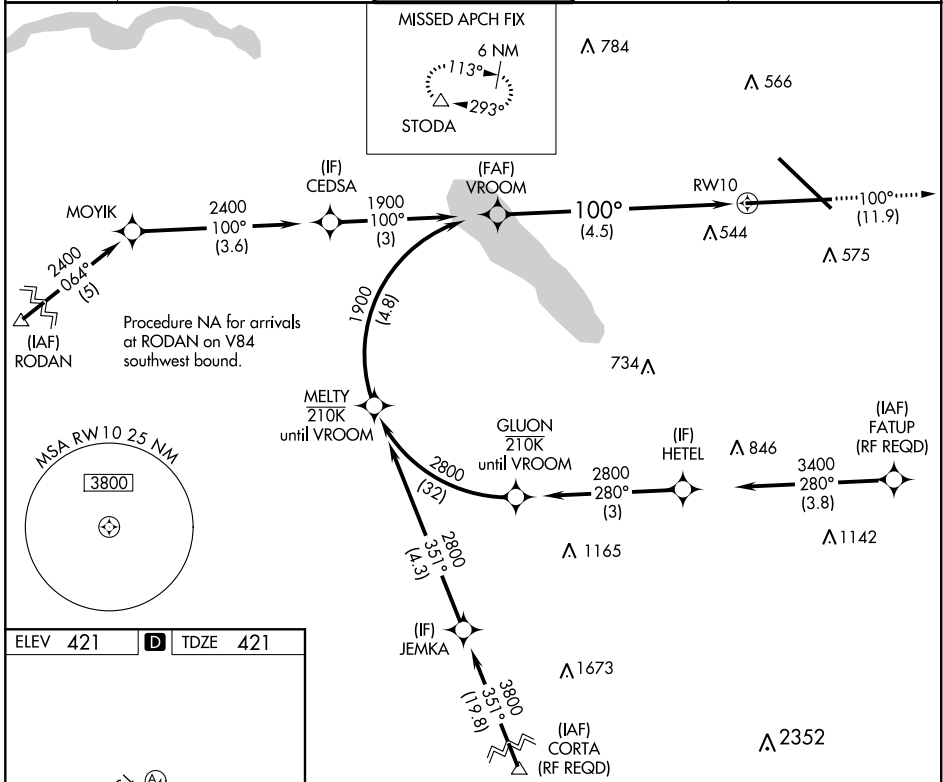 MISSED APCH FIX
6 NM
113°
293°
STODA
784
566
(IF)
CEDSA
(FAF)
VROOM
RW10
MOYIK
2400
100°
(3.6)
1900
100°
(3)
100°
(4.5)
100°
(11.9)
544
575
2400
064°
(5)
(IAF)
RODAN
Procedure NA for arrivals
at RODAN on V84
southwest bound.
1900
(4.8)
734
MELTY
210K
until VROOM
GLUON
210K
until VROOM
(IF)
HETEL
846
(IAF)
FATUP
(RF REQD)
MSA RW10 25 NM
3800
2800
(32)
2800
280°
(3)
3400
280°
(3.8)
1165
1142
2800
351°
(4.3)
(IF)
JEMKA
ELEV 421
D
TDZE 421
1673
3800
351°
(19.8)
(IAF)
CORTA
(RF REQD)
2352